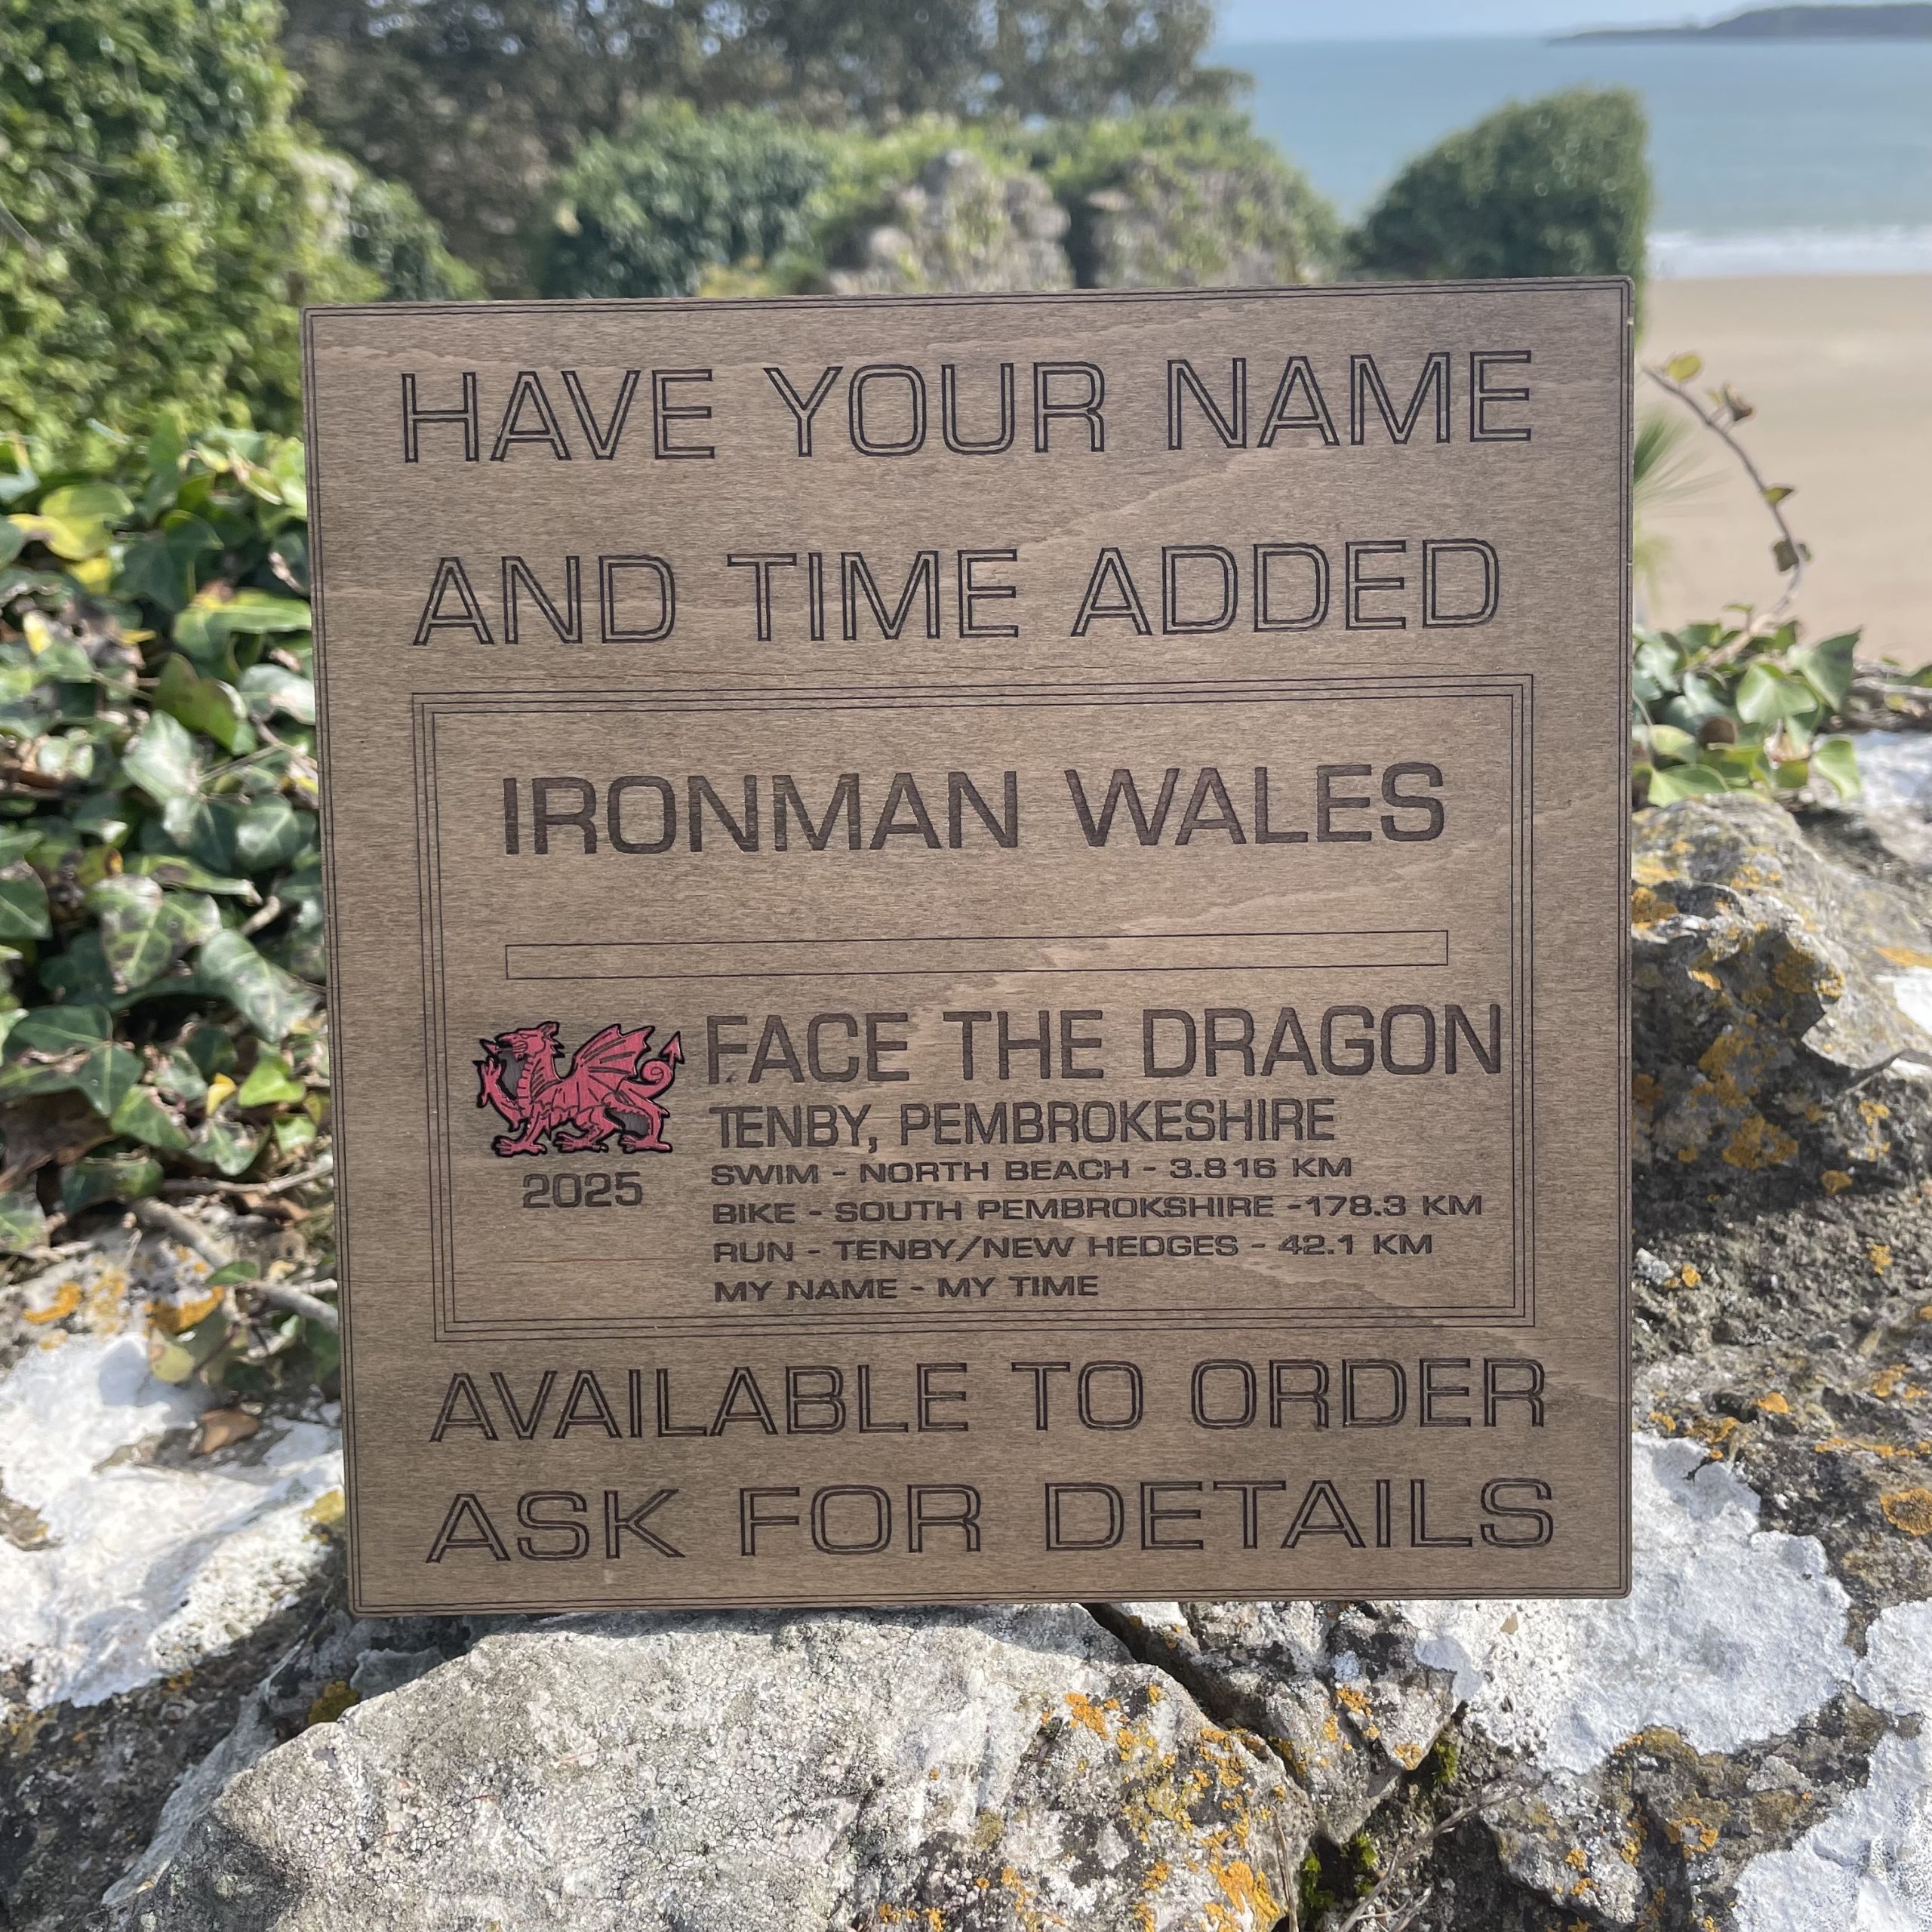 HAVE YOUR NAME
AND TIME ADDED
IRONMAN WALES
FACE THE DRAGON
TENBY, PEMBROKESHIRE
2025
SWIM - NORTH BEACH - 3.816 KM
BIKE - SOUTH PEMBROKSHIRE -178.3 KM
RUN - TENBY/NEW HEDGES - 42.1 KM
MY NAME - MY TIME
AVAILABLE TO ORDER
ASK FOR DETAILS